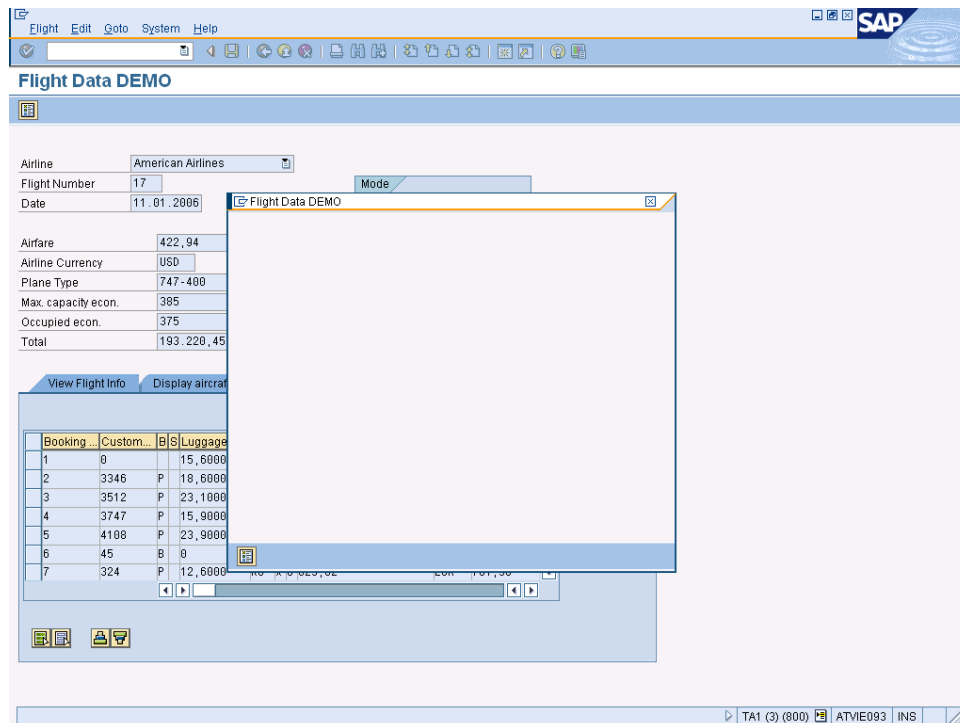 Flight Edit Goto System Help
SAP
Flight Data DEMO
Airline American Airlines
Flight Number 17
Mode
Date 11.01.2006
Flight Data DEMO
Airfare 422,94
Airline Currency USD
Plane Type 747-400
Max. capacity econ. 385
Occupied econ. 375
Total 193.220,45
View Flight Info Display aircraf
Booking ... Custom... B S Luggage
1 0 15,6000
2 3346 P 18,6000
3 3512 P 23,1000
4 3747 P 15,9000
5 4108 P 23,9000
6 45 B 0
7 324 P 12,6000
TA1 (3) (800) ATVIE093 INS